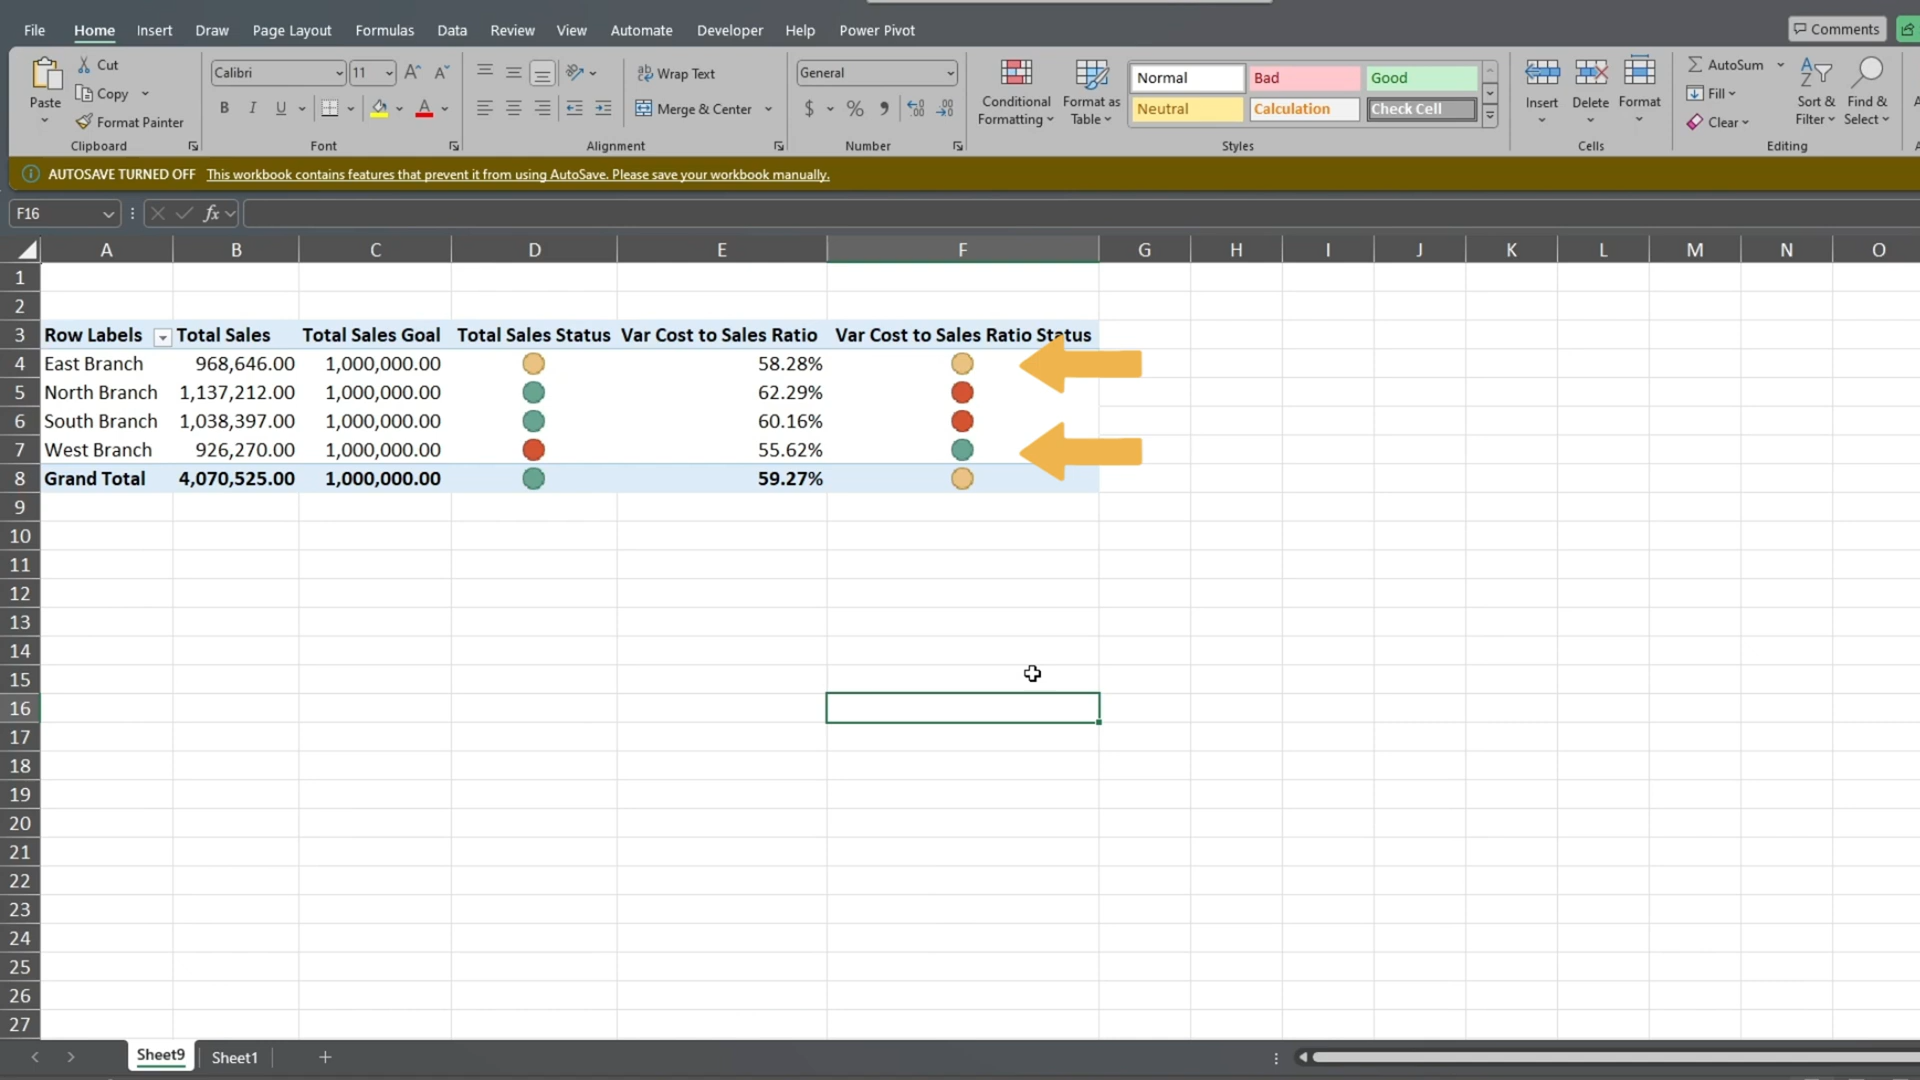 File Home Insert Draw Page Layout Formulas Data Review View Automate Developer Help Power Pivot Comments
Paste Cut Copy Format Painter Clipboard
Calibri 11 B I U A Font
ab Wrap Text Merge & Center Alignment
General $ % Number
Conditional Formatting Format as Table
Normal Bad Good
Neutral Calculation Check Cell
Styles
Insert Delete Format Cells
AutoSum Fill Clear Sort & Filter Find & Select Editing
AUTOSAVE TURNED OFF This workbook contains features that prevent it from using AutoSave. Please save your workbook manually.
F16 fx
A B C D E F G H I J K L M N O
1
2
3 Row Labels Total Sales Total Sales Goal Total Sales Status Var Cost to Sales Ratio Var Cost to Sales Ratio Status
4 East Branch 968,646.00 1,000,000.00 58.28%
5 North Branch 1,137,212.00 1,000,000.00 62.29%
6 South Branch 1,038,397.00 1,000,000.00 60.16%
7 West Branch 926,270.00 1,000,000.00 55.62%
8 Grand Total 4,070,525.00 1,000,000.00 59.27%
9
10
11
12
13
14
15
16
17
18
19
20
21
22
23
24
25
26
27
Sheet9 Sheet1